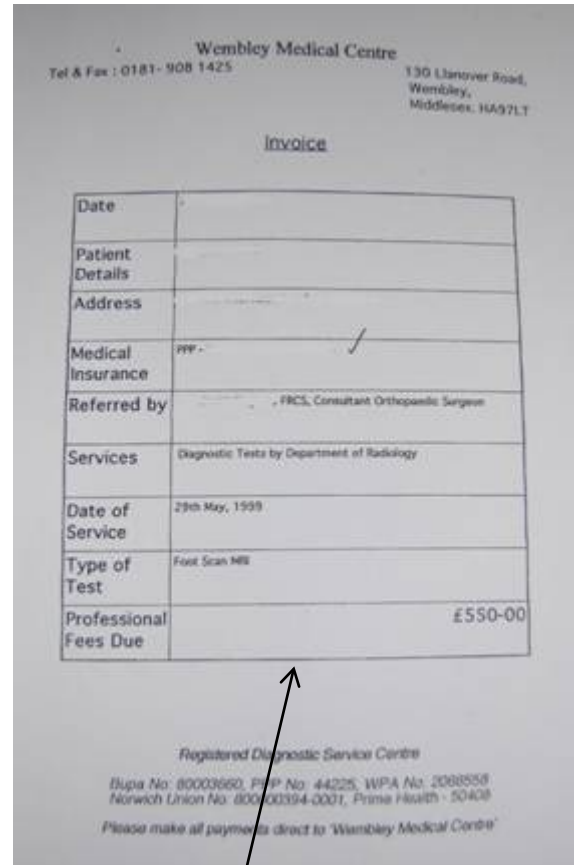 Wembley Medical Centre
Tel & Fax : 0181- 908 1425
130 Llanover Road,
Wembley,
Middlesex. HA97LT
Invoice
Date
Patient
Details
Address
Medical
Insurance
PPP -
Referred by
, FRCS, Consultant Orthopaedic Surgeon
Services
Diagnostic Tests by Department of Radiology
Date of
Service
29th May, 1999
Type of
Test
Foot Scan MRI
Professional
Fees Due
£550-00
Registered Diagnostic Service Centre
Bupa No: 80003660, PPP No: 44225, WPA No: 2068558
Norwich Union No: 800000394-0001, Prime Health - 50408
Please make all payments direct to 'Wembley Medical Centre'